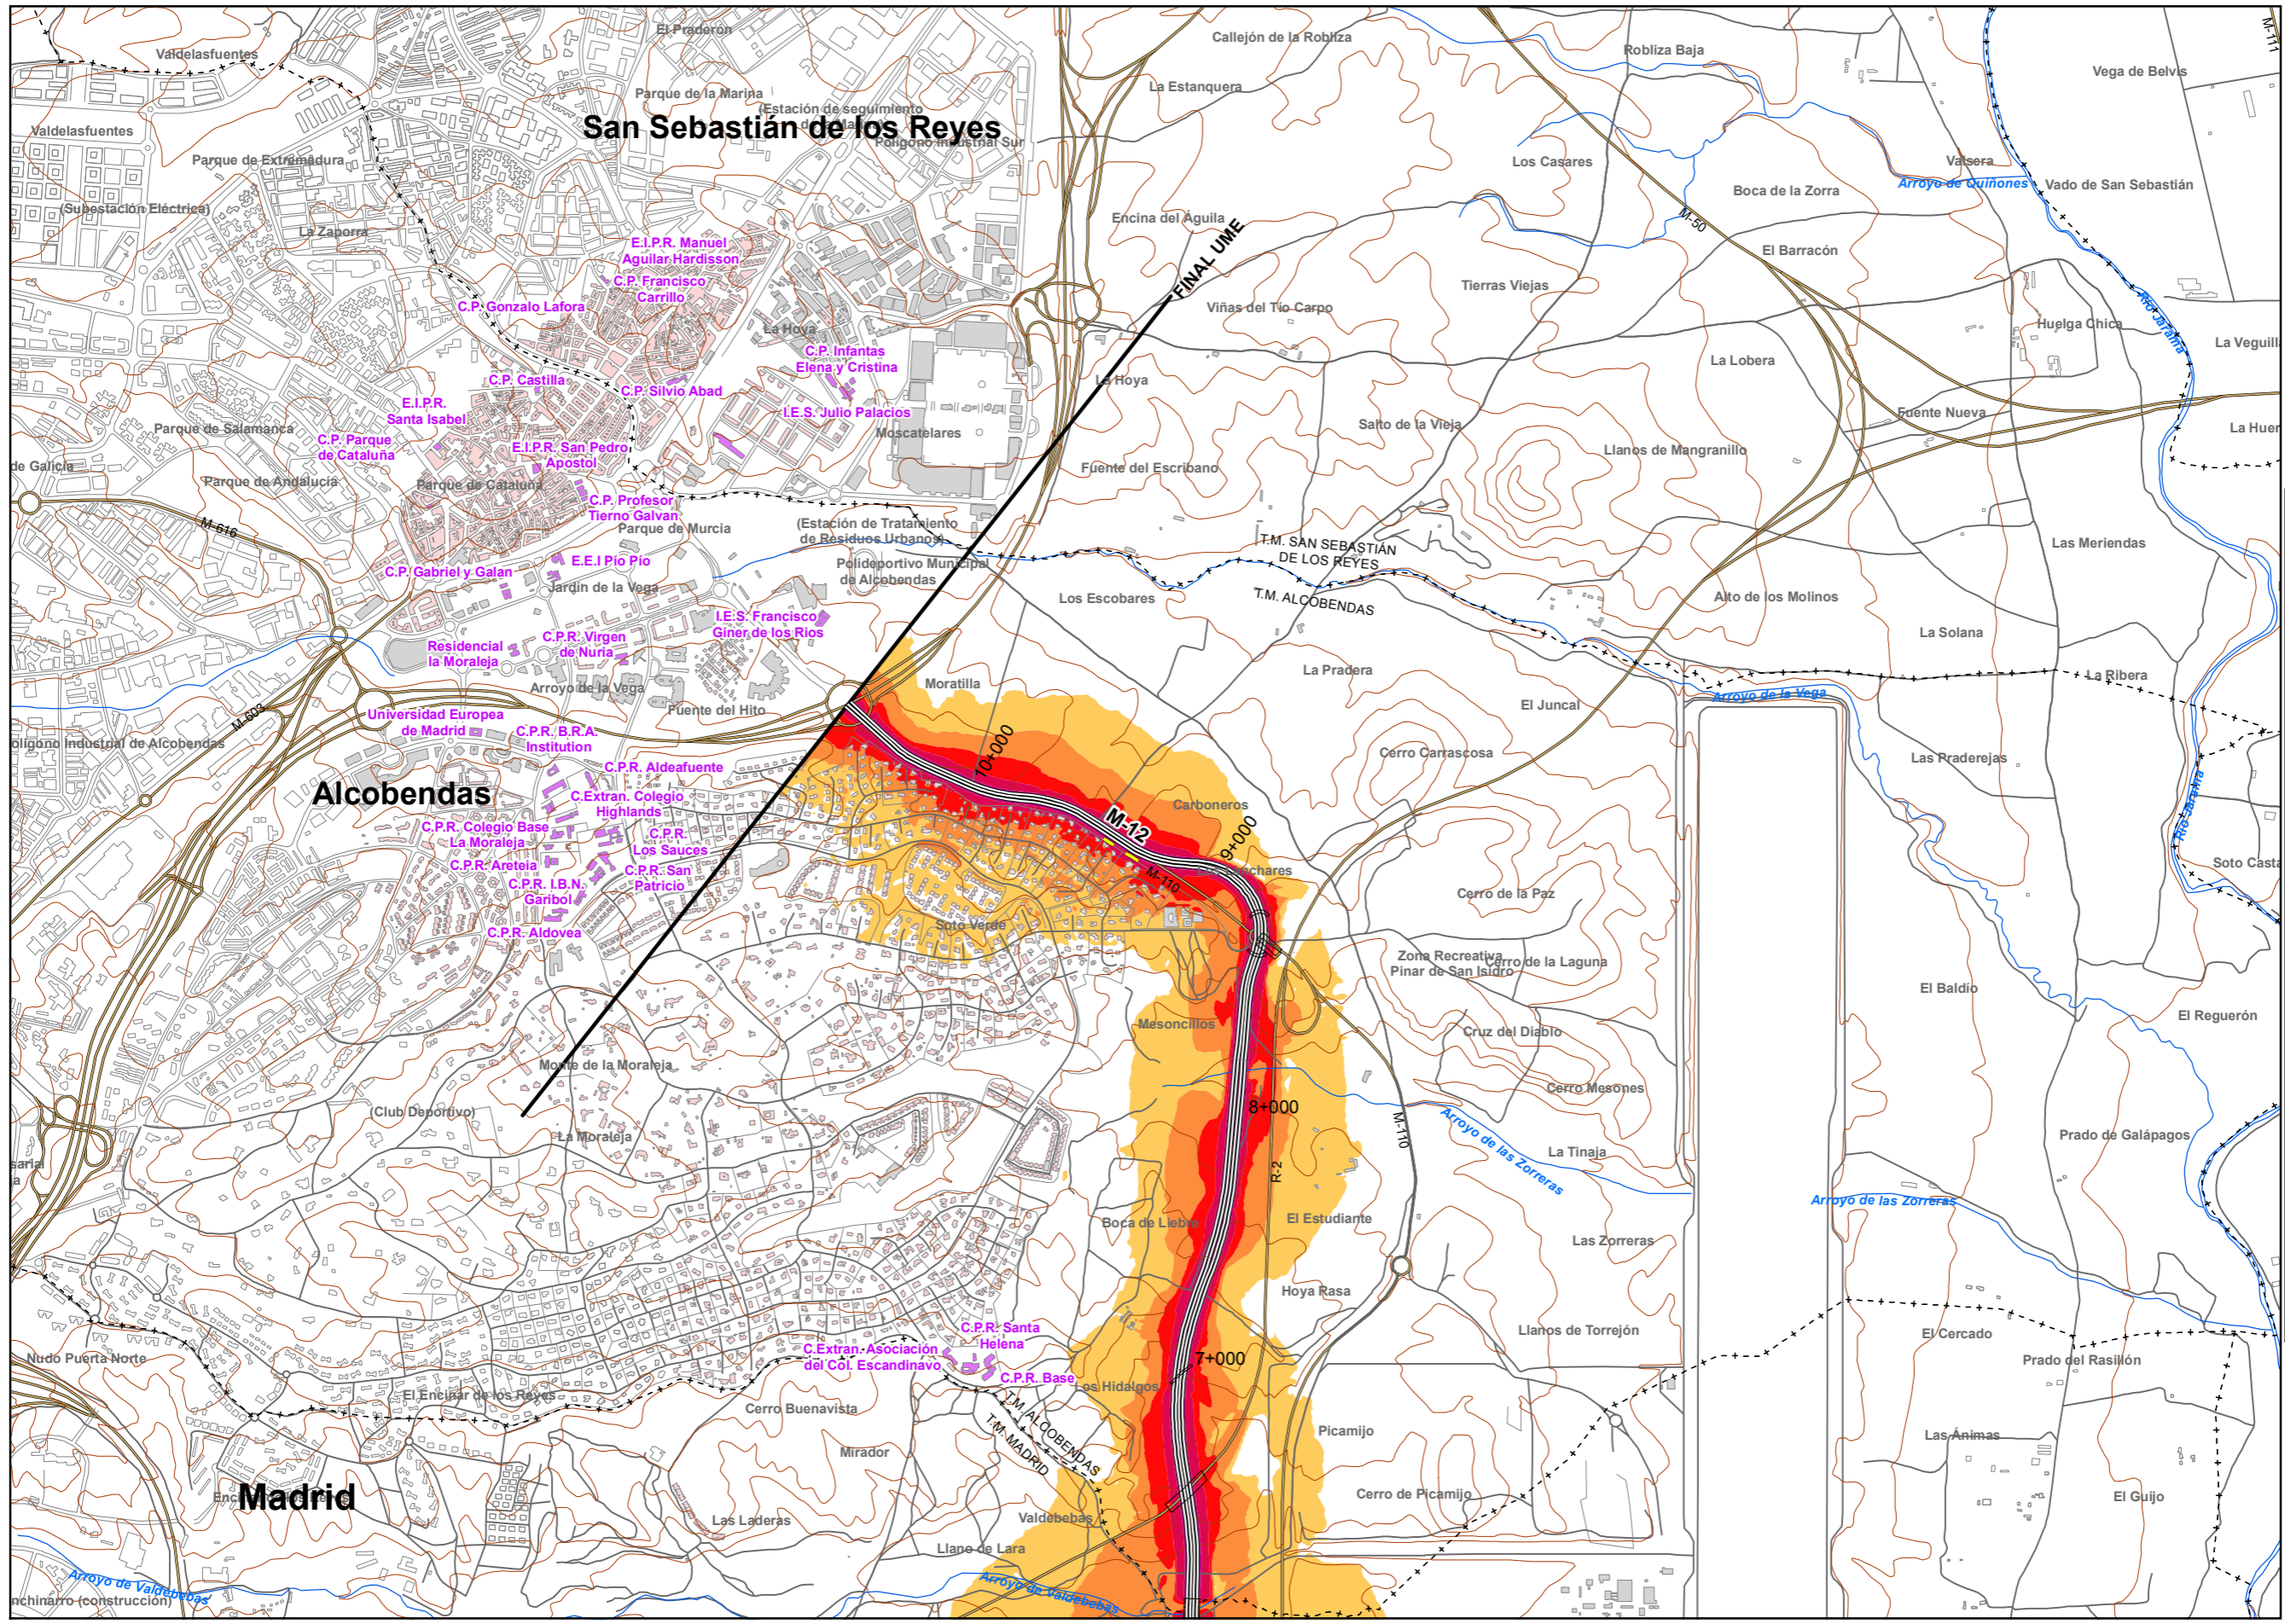 El Praderón
Callejón de la Robliza
Robliza Baja
M-111
Valdelasfuentes
Vega de Belvis
La Estanquera
Parque de la Marina
(Estación de seguimiento
San Sebastián de los Reyes
Polígono Industrial Sur
Valdelasfuentes
Parque de Extremadura
Los Casares
Valsera
Boca de la Zorra
Arroyo de Quiñones
Vado de San Sebastián
(Subestación Eléctrica)
La Zaporra
Encina del Águila
M-50
El Barracón
E.I.P.R. Manuel
Aguilar Hardisson
FINAL UME
C.P. Francisco
Carrillo
C.P. Gonzalo Lafora
Tierras Viejas
Viñas del Tío Carpo
Río Jarama
Huelga Chica
La Hoya
La Veguill
C.P. Infantas
Elena y Cristina
La Lobera
C.P. Castilla
C.P. Silvio Abad
La Hoya
E.I.P.R.
Santa Isabel
I.E.S. Julio Palacios
Fuente Nueva
Parque de Salamanca
Moscatelares
Salto de la Vieja
La Huer
C.P. Parque
de Cataluña
E.I.P.R. San Pedro
Apostol
Llanos de Mangranillo
de Galicia
Fuente del Escribano
Parque de Andalucía
Parque de Cataluña
C.P. Profesor
Tierno Galvan
M-616
Parque de Murcia
(Estación de Tratamiento
de Residuos Urbanos)
T.M. SAN SEBASTIÁN
DE LOS REYES
Las Meriendas
E.E.I Pio Pio
Polideportivo Municipal
de Alcobendas
C.P. Gabriel y Galan
Jardín de la Vega
Los Escobares
T.M. ALCOBENDAS
Alto de los Molinos
I.E.S. Francisco
Giner de los Rios
La Solana
C.P.R. Virgen
de Nuria
Residencial
la Moraleja
La Pradera
La Ribera
Arroyo de la Vega
Moratilla
Arroyo de la Vega
El Juncal
M-603
Fuente del Hito
Universidad Europea
de Madrid
C.P.R. B.R.A.
Institution
olígono Industrial de Alcobendas
10+000
Cerro Carrascosa
Las Praderejas
C.P.R. Aldeafuente
Alcobendas
C.Extran. Colegio
Highlands
Carboneros
Río Jarama
M-12
C.P.R. Colegio Base
La Moraleja
C.P.R.
Los Sauces
9+000
C.P.R. Areteia
C.P.R. San
Patricio
M-110
Soto Casta
C.P.R. I.B.N.
Garibol
Cerro de la Paz
C.P.R. Aldovea
Soto Verde
Zona Recreativa
Pinar de San Isidro
Cerro de la Laguna
El Baldío
Mesoncillos
Cruz del Diablo
El Reguerón
Monte de la Moraleja
Cerro Mesones
(Club Deportivo)
8+000
M-110
Arroyo de las Zorreras
La Moraleja
La Tinaja
Prado de Galápagos
sarial
a
R-2
Arroyo de las Zorreras
Boca de Liebre
El Estudiante
Las Zorreras
Hoya Rasa
C.P.R. Santa
Helena
Llanos de Torrejón
El Cercado
C.Extran. Asociación
del Col. Escandinavo
Nudo Puerta Norte
7+000
Prado del Rasillón
C.P.R. Base
Los Hidalgos
El Encinar de los Reyes
Cerro Buenavista
T.M. ALCOBENDAS
T.M. MADRID
Picamijo
Las Ánimas
Mirador
Madrid
Cerro de Picamijo
El Guijo
Las Laderas
Valdebebas
Llano de Lara
Arroyo de Valdebebas
Arroyo de Valdebebas
nchinarro (construcción)